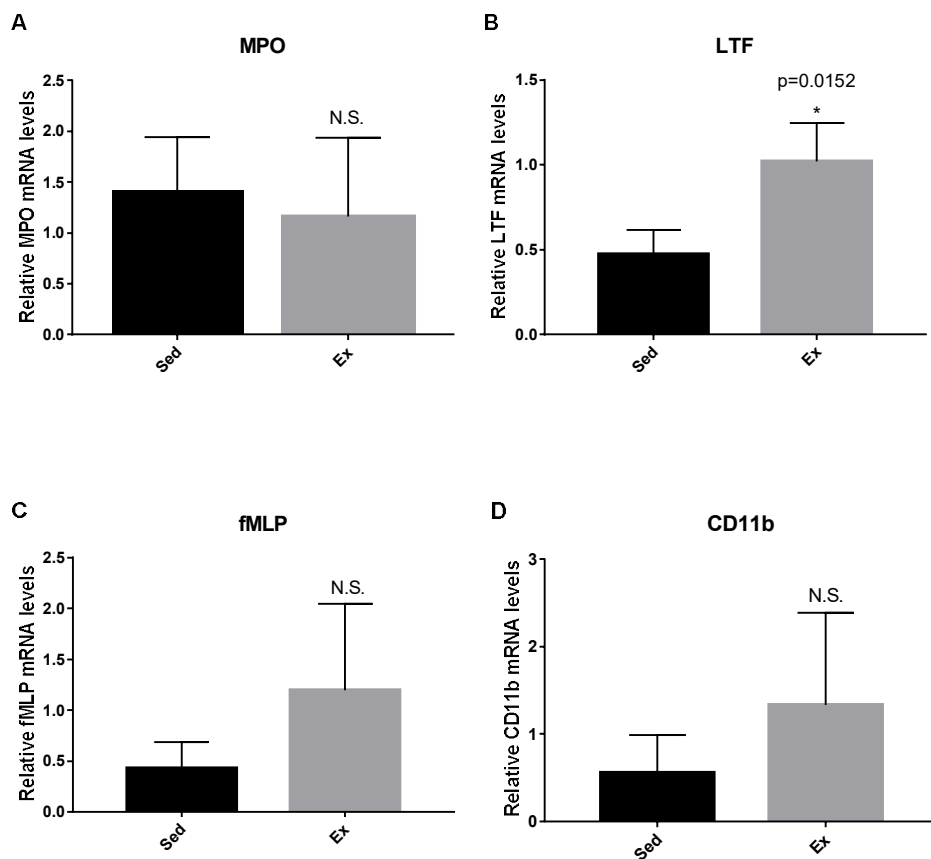 A
MPO
Relative MPO mRNA levels
2.5
2.0
1.5
1.0
0.5
0.0
N.S.
Sed
Ex
B
LTF
Relative LTF mRNA levels
1.5
1.0
0.5
0.0
p=0.0152
*
Sed
Ex
C
fMLP
Relative fMLP mRNA levels
2.5
2.0
1.5
1.0
0.5
0.0
N.S.
Sed
Ex
D
CD11b
Relative CD11b mRNA levels
3
2
1
0
N.S.
Sed
Ex